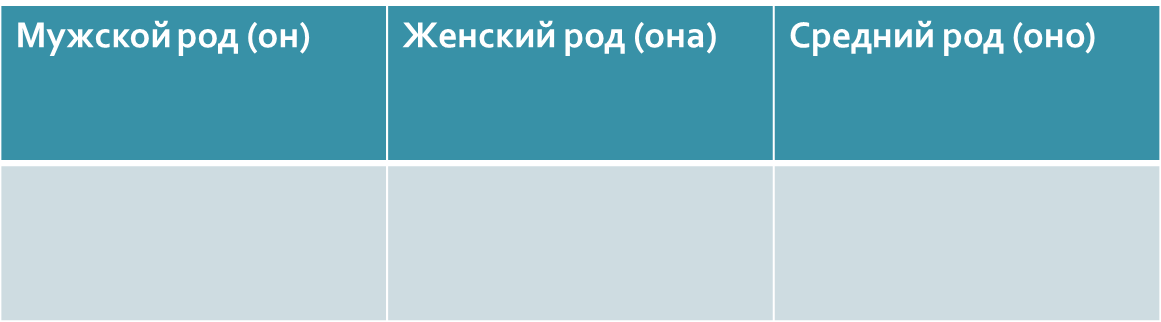 Мужской род (он)
Женский род (она)
Средний род (оно)